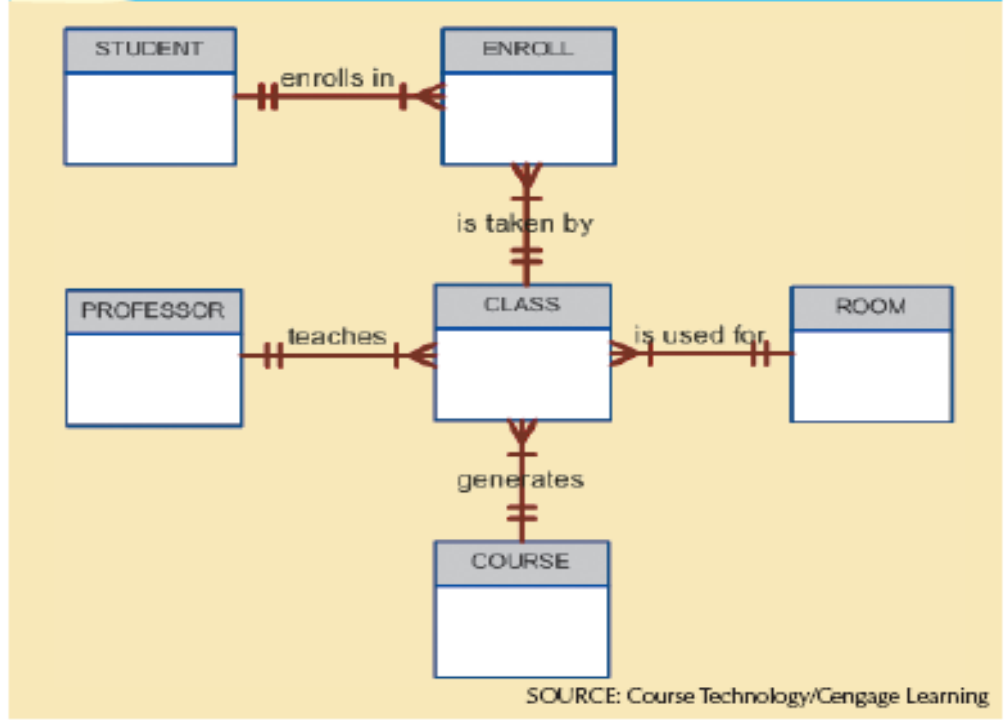 STUDENT
ENROLL
enrolls in
is taken by
PROFESSOR
CLASS
ROOM
teaches
is used for
generates
COURSE
SOURCE: Course Technology/Cengage Learning